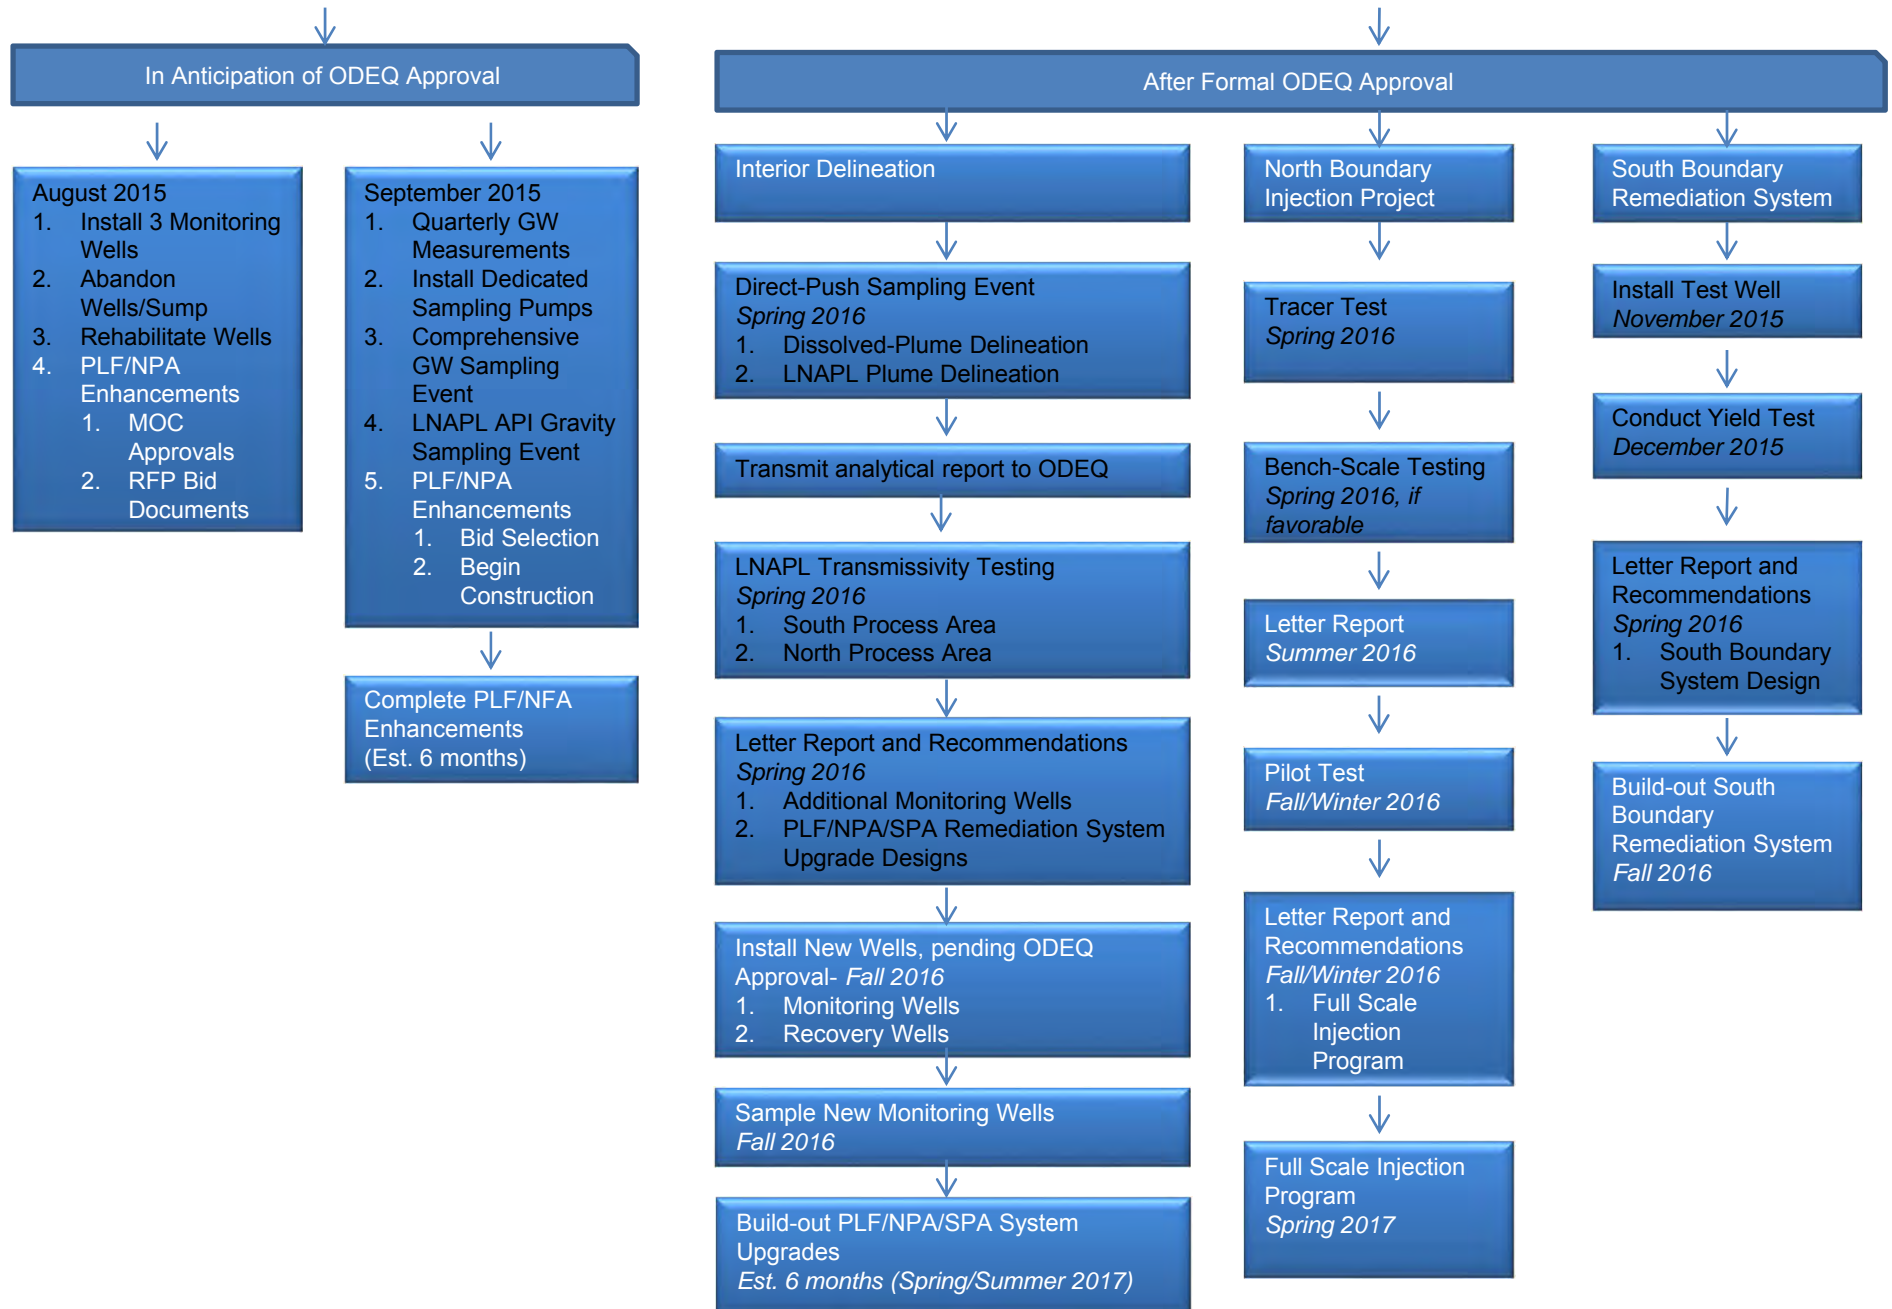 In Anticipation of ODEQ Approval
August 2015
1. Install 3 Monitoring
Wells
2. Abandon
Wells/Sump
3. Rehabilitate Wells
4. PLF/NPA
Enhancements
1. MOC
Approvals
2. RFP Bid
Documents
September 2015
1. Quarterly GW
Measurements
2. Install Dedicated
Sampling Pumps
3. Comprehensive
GW Sampling
Event
4. LNAPL API Gravity
Sampling Event
5. PLF/NPA
Enhancements
1. Bid Selection
2. Begin
Construction
Complete PLF/NFA
Enhancements
(Est. 6 months)
After Formal ODEQ Approval
Interior Delineation
Direct-Push Sampling Event
Spring 2016
1. Dissolved-Plume Delineation
2. LNAPL Plume Delineation
Transmit analytical report to ODEQ
LNAPL Transmissivity Testing
Spring 2016
1. South Process Area
2. North Process Area
Letter Report and Recommendations
Spring 2016
1. Additional Monitoring Wells
2. PLF/NPA/SPA Remediation System
Upgrade Designs
Install New Wells, pending ODEQ
Approval- Fall 2016
1. Monitoring Wells
2. Recovery Wells
Sample New Monitoring Wells
Fall 2016
Build-out PLF/NPA/SPA System
Upgrades
Est. 6 months (Spring/Summer 2017)
North Boundary
Injection Project
Tracer Test
Spring 2016
Bench-Scale Testing
Spring 2016, if
favorable
Letter Report
Summer 2016
Pilot Test
Fall/Winter 2016
Letter Report and
Recommendations
Fall/Winter 2016
1. Full Scale
Injection
Program
Full Scale Injection
Program
Spring 2017
South Boundary
Remediation System
Install Test Well
November 2015
Conduct Yield Test
December 2015
Letter Report and
Recommendations
Spring 2016
1. South Boundary
System Design
Build-out South
Boundary
Remediation System
Fall 2016